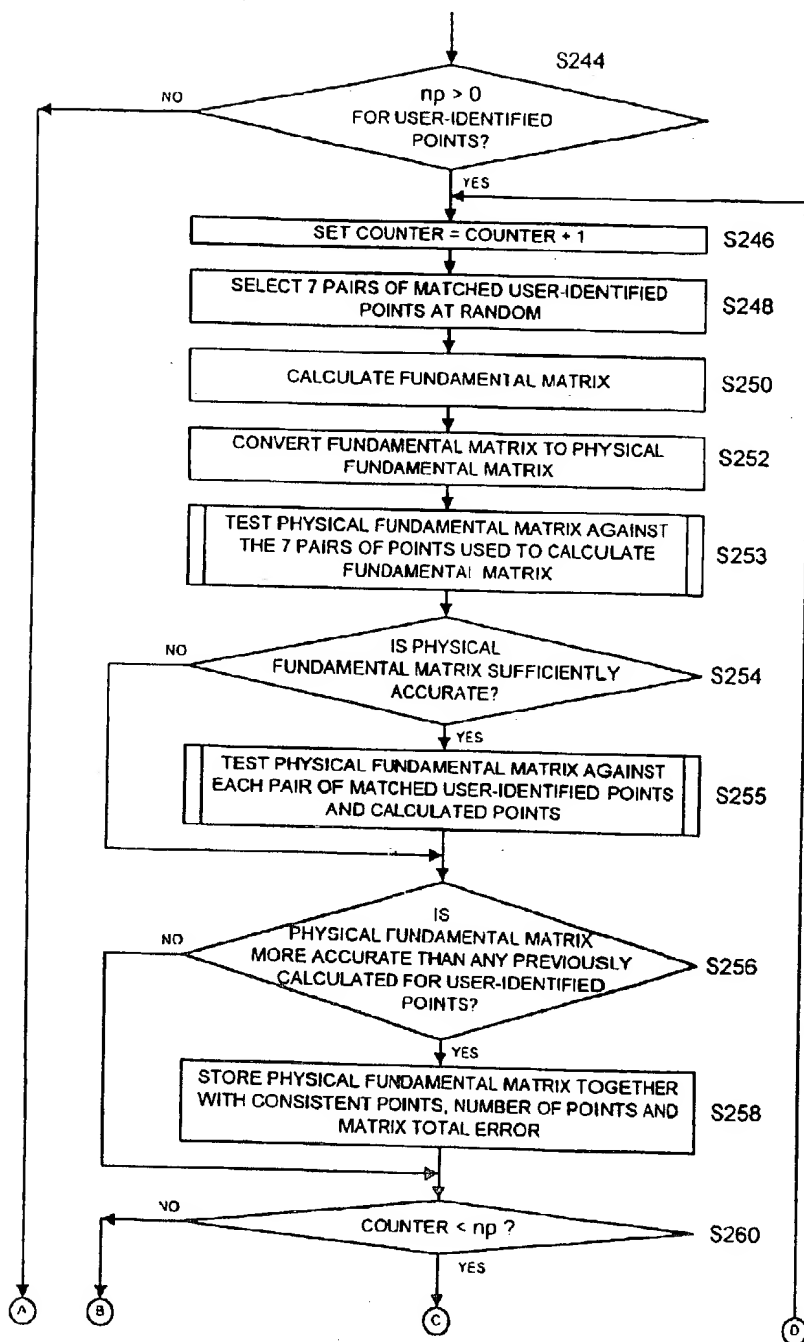 S244
np > 0
FOR USER-IDENTIFIED
POINTS?
NO
YES
SET COUNTER = COUNTER + 1
S246
SELECT 7 PAIRS OF MATCHED USER-IDENTIFIED
POINTS AT RANDOM
S248
CALCULATE FUNDAMENTAL MATRIX
S250
CONVERT FUNDAMENTAL MATRIX TO PHYSICAL
FUNDAMENTAL MATRIX
S252
TEST PHYSICAL FUNDAMENTAL MATRIX AGAINST
THE 7 PAIRS OF POINTS USED TO CALCULATE
FUNDAMENTAL MATRIX
S253
NO
IS PHYSICAL
FUNDAMENTAL MATRIX SUFFICIENTLY
ACCURATE?
S254
YES
TEST PHYSICAL FUNDAMENTAL MATRIX AGAINST
EACH PAIR OF MATCHED USER-IDENTIFIED POINTS
AND CALCULATED POINTS
S255
NO
IS
PHYSICAL FUNDAMENTAL MATRIX
MORE ACCURATE THAN ANY PREVIOUSLY
CALCULATED FOR USER-IDENTIFIED
POINTS?
S256
YES
STORE PHYSICAL FUNDAMENTAL MATRIX TOGETHER
WITH CONSISTENT POINTS, NUMBER OF POINTS AND
MATRIX TOTAL ERROR
S258
NO
COUNTER < np ?
S260
YES
A
B
C
D